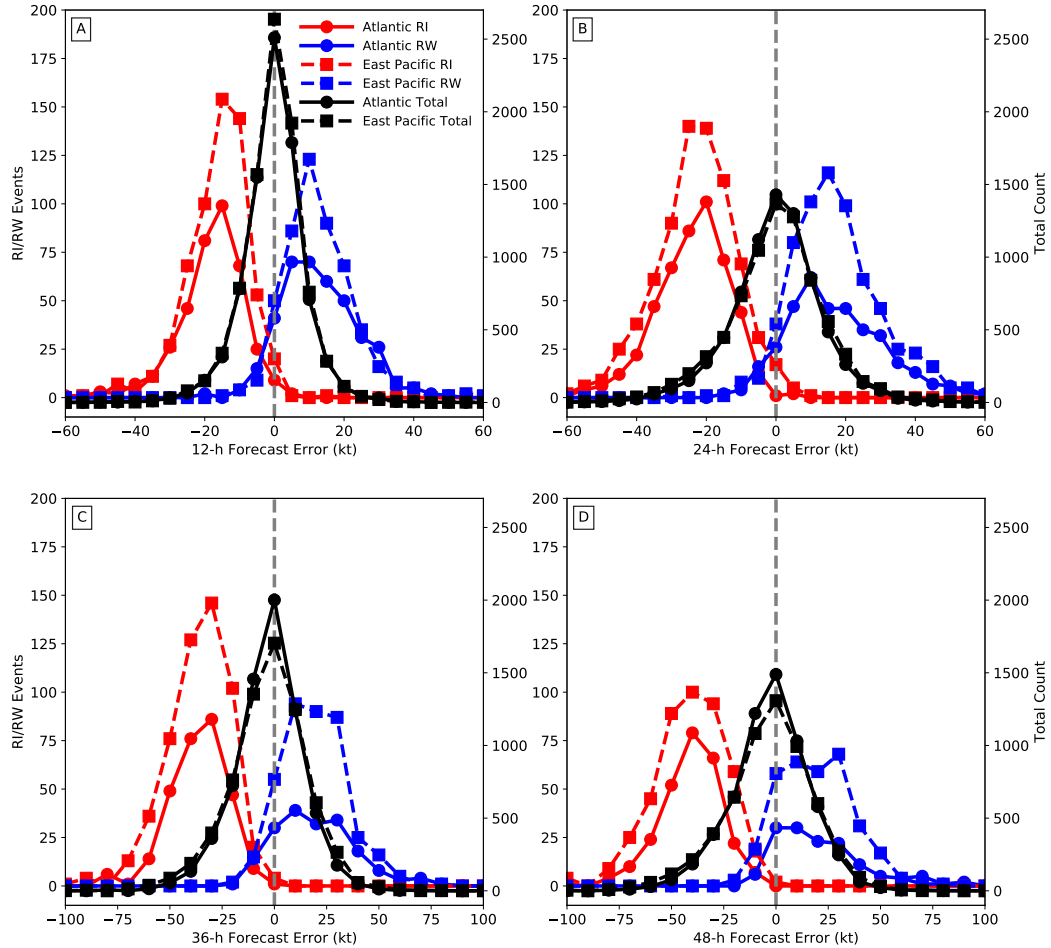 A
Atlantic RI
Atlantic RW
East Pacific RI
East Pacific RW
Atlantic Total
East Pacific Total
200
175
150
125
100
75
50
25
0
RI/RW Events
2500
2000
1500
1000
500
0
−60 −40 −20 0 20 40 60
12-h Forecast Error (kt)
B
200
175
150
125
100
75
50
25
0
2500
2000
1500
1000
500
0
Total Count
−60 −40 −20 0 20 40 60
24-h Forecast Error (kt)
C
200
175
150
125
100
75
50
25
0
RI/RW Events
2500
2000
1500
1000
500
0
−100 −75 −50 −25 0 25 50 75 100
36-h Forecast Error (kt)
D
200
175
150
125
100
75
50
25
0
2500
2000
1500
1000
500
0
Total Count
−100 −75 −50 −25 0 25 50 75 100
48-h Forecast Error (kt)